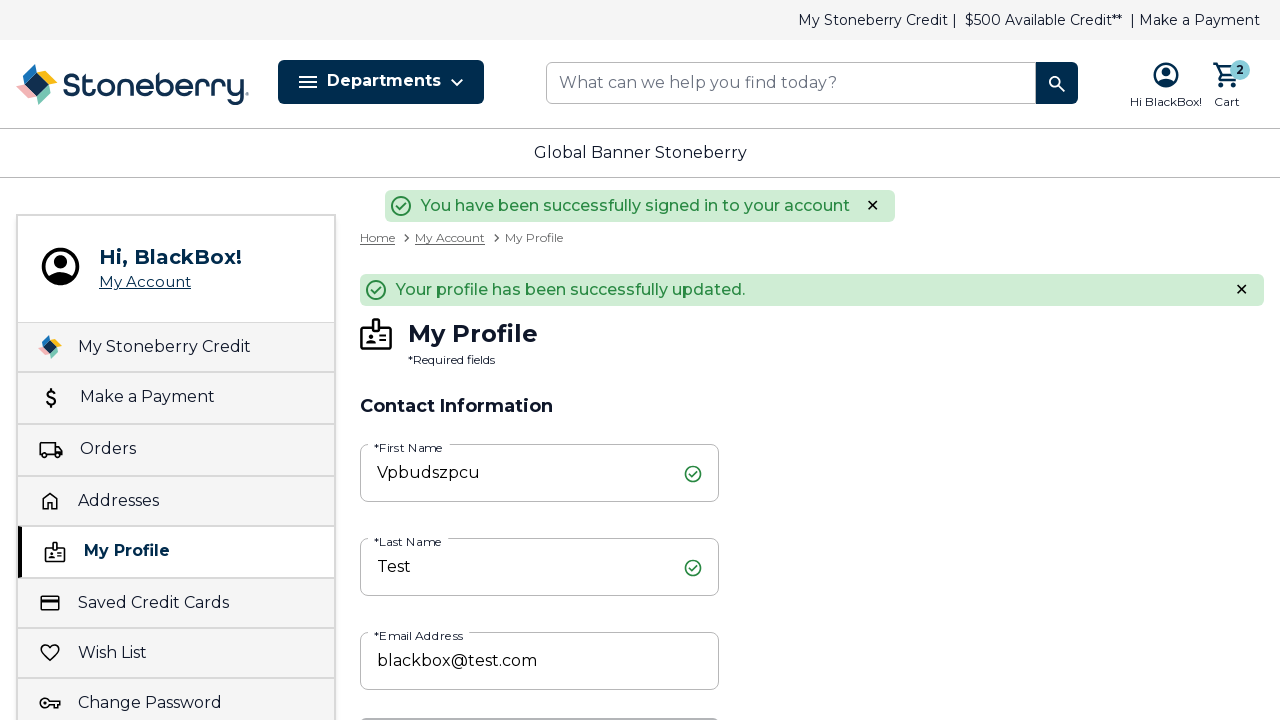 My Stoneberry Credit | $500 Available Credit** | Make a Payment
Stoneberry
Departments
What can we help you find today?
2
Hi BlackBox!
Cart
Global Banner Stoneberry
You have been successfully signed in to your account ×
Home > My Account > My Profile
Hi, BlackBox!
My Account
My Stoneberry Credit
Make a Payment
Orders
Addresses
My Profile
Saved Credit Cards
Wish List
Change Password
Your profile has been successfully updated. ×
My Profile
*Required fields
Contact Information
*First Name
Vpbudszpcu
*Last Name
Test
*Email Address
blackbox@test.com